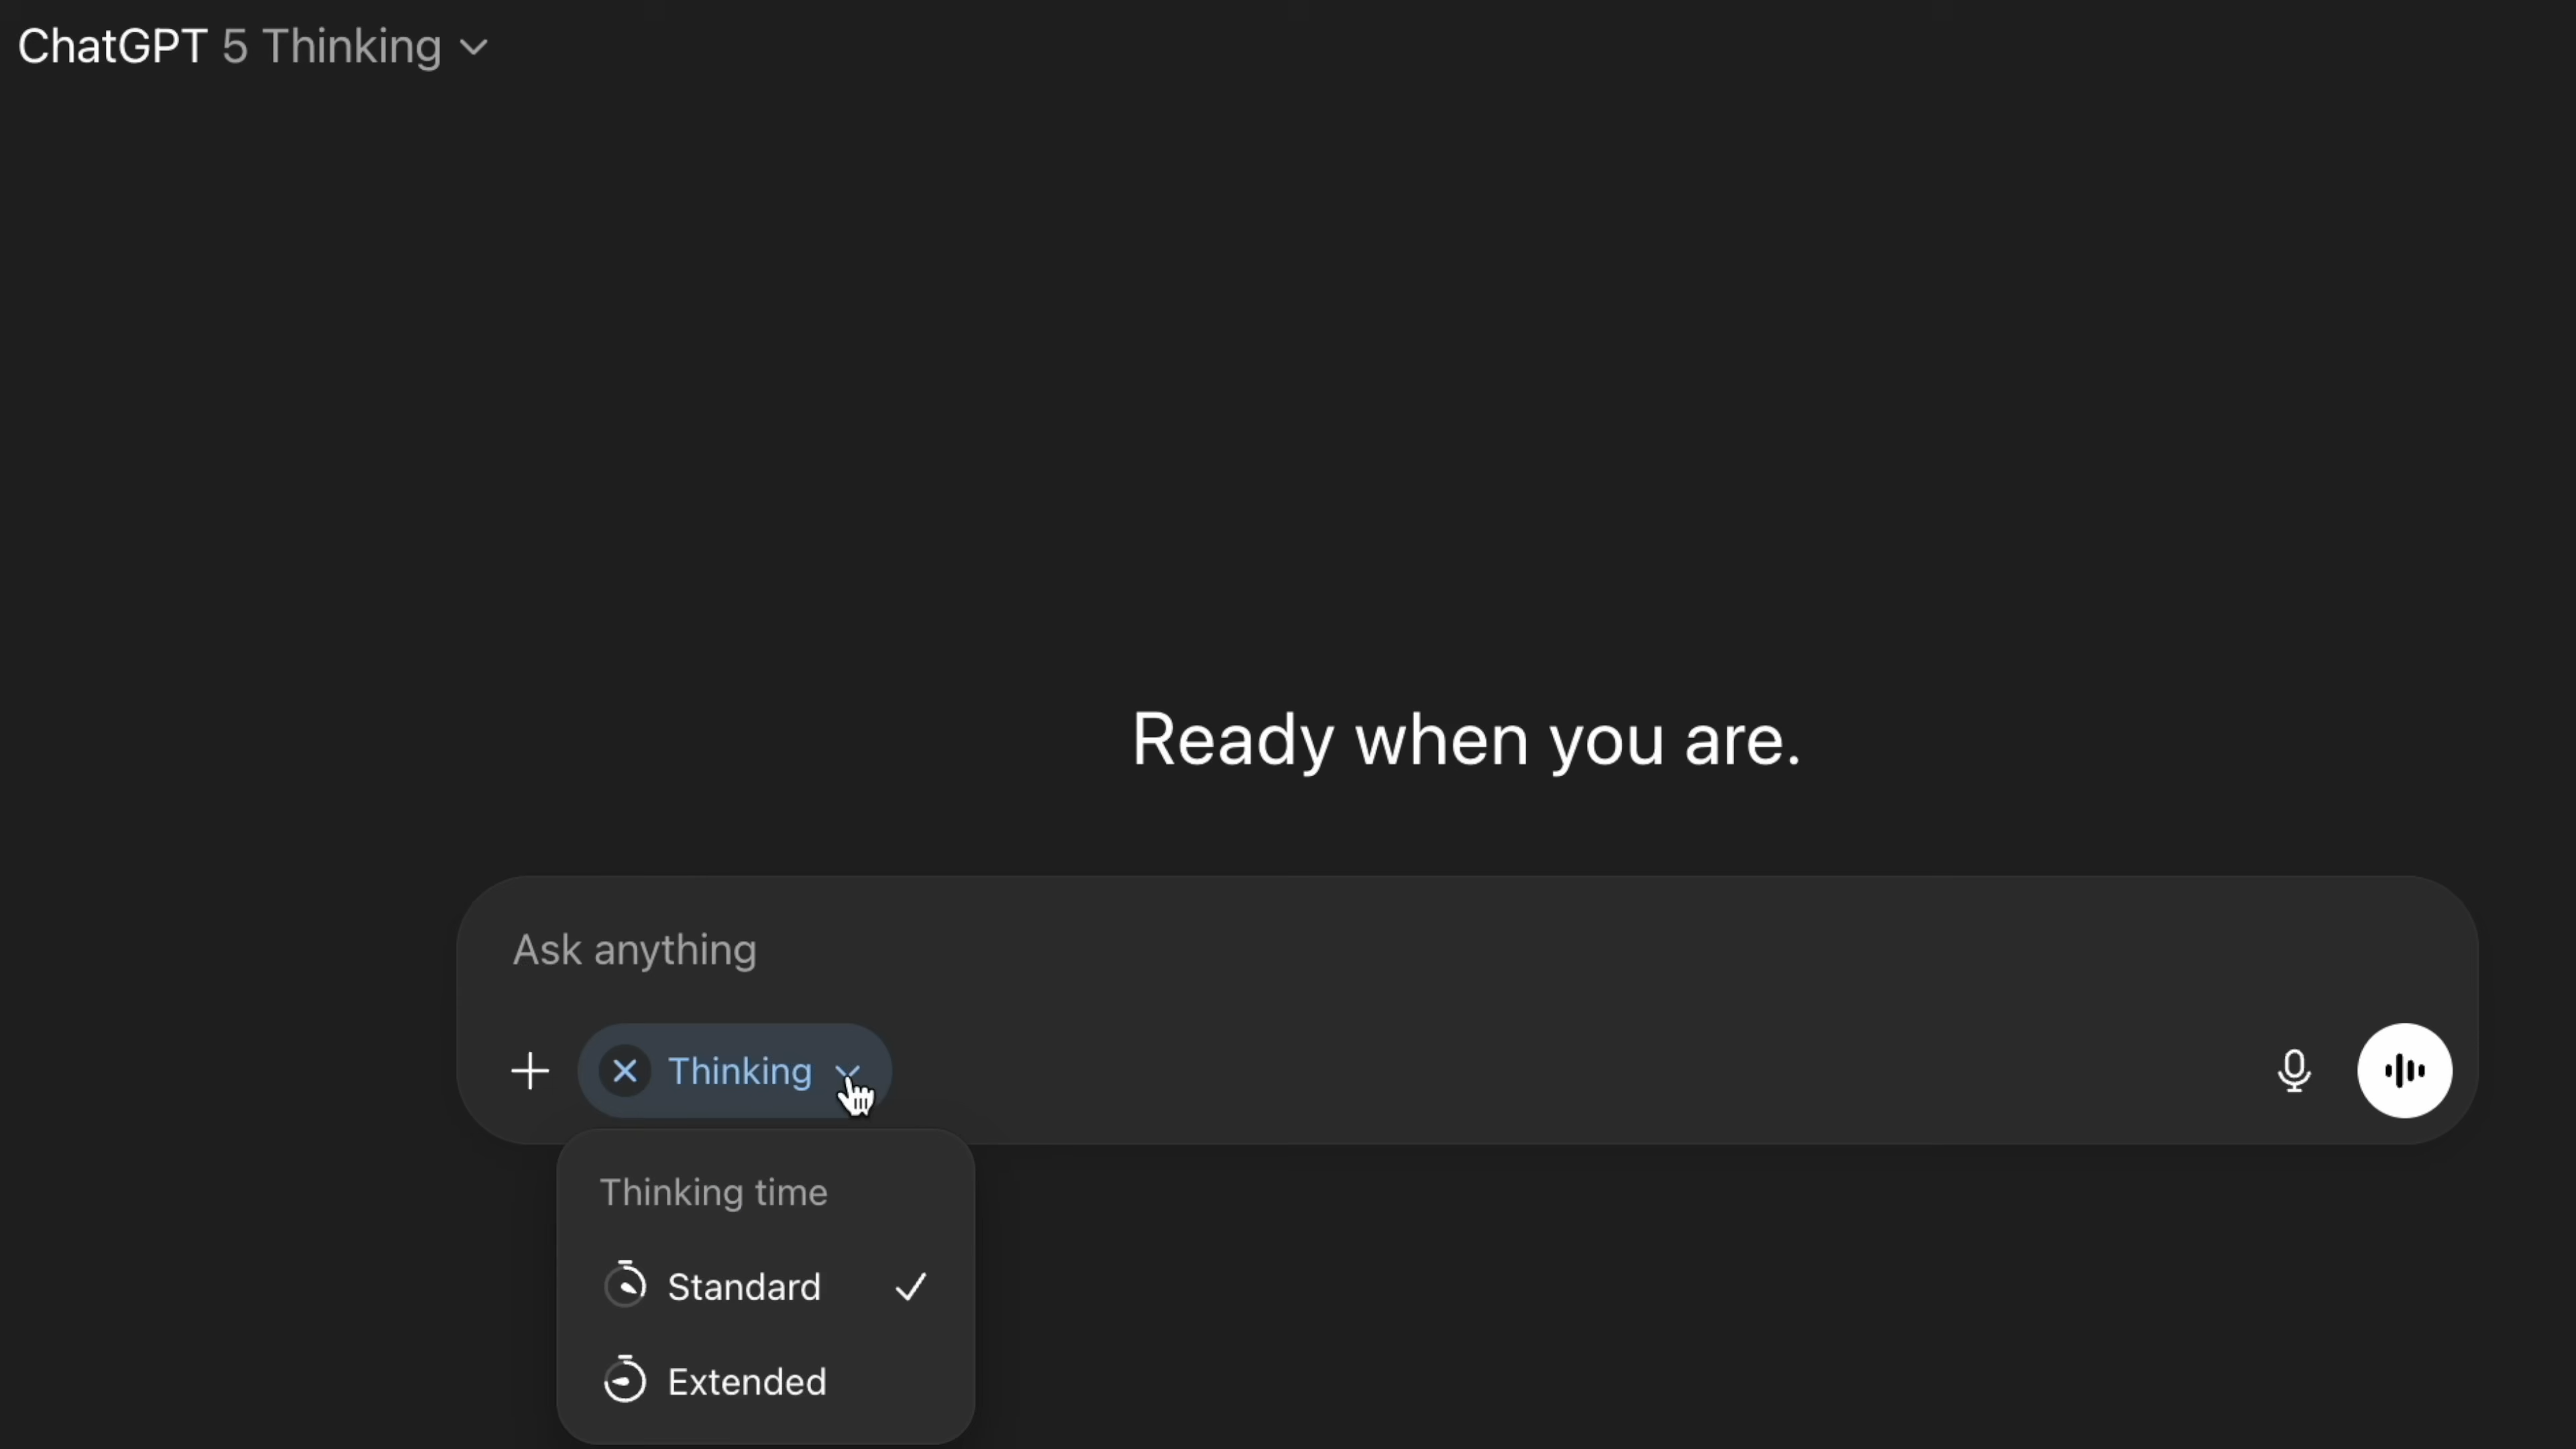 ChatGPT 5 Thinking
Ready when you are.
Ask anything
Thinking
Thinking time
Standard
Extended